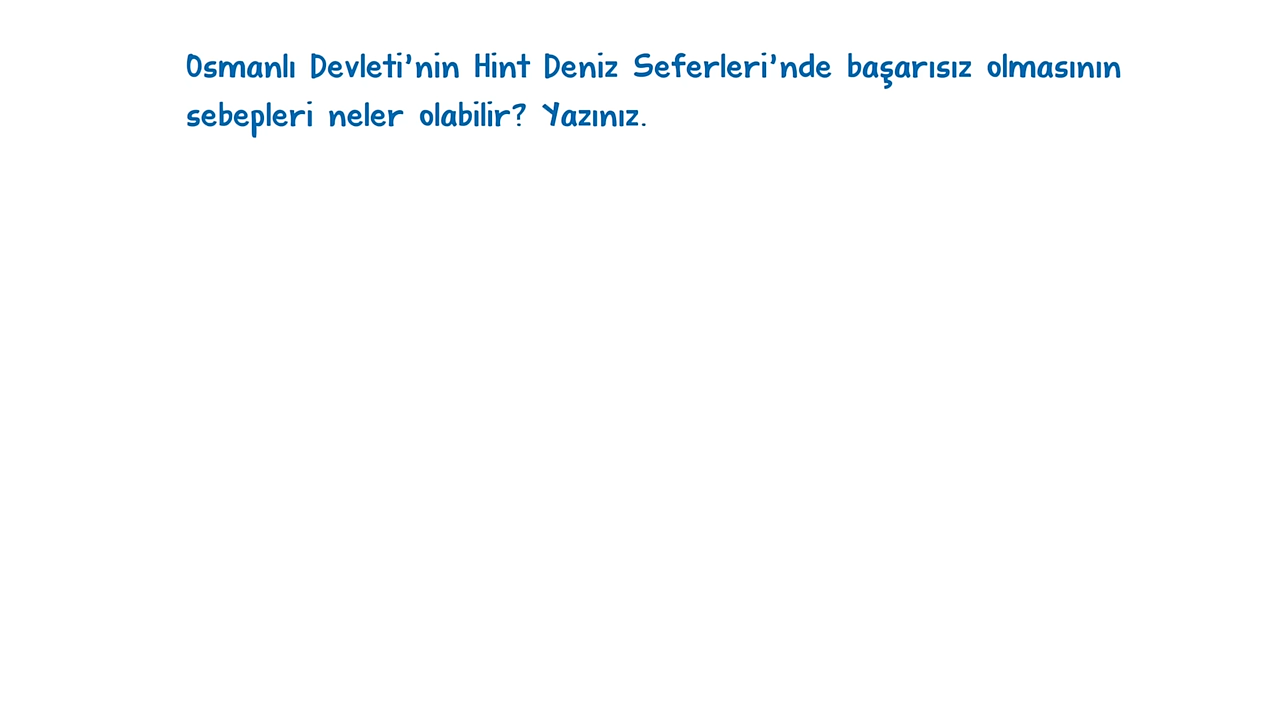 Osmanlı Devleti'nin Hint Deniz Seferleri'nde başarısız olmasının
sebepleri neler olabilir? Yazınız.